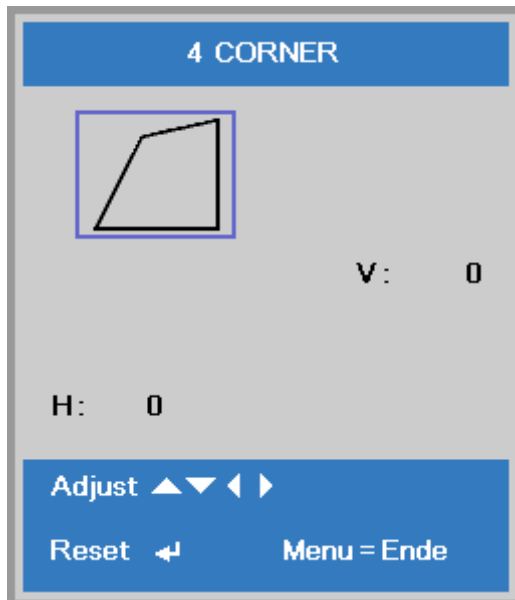 4 CORNER
V: 0
H: 0
Adjust ▲▼◀▶
Reset ↵ Menu = Ende